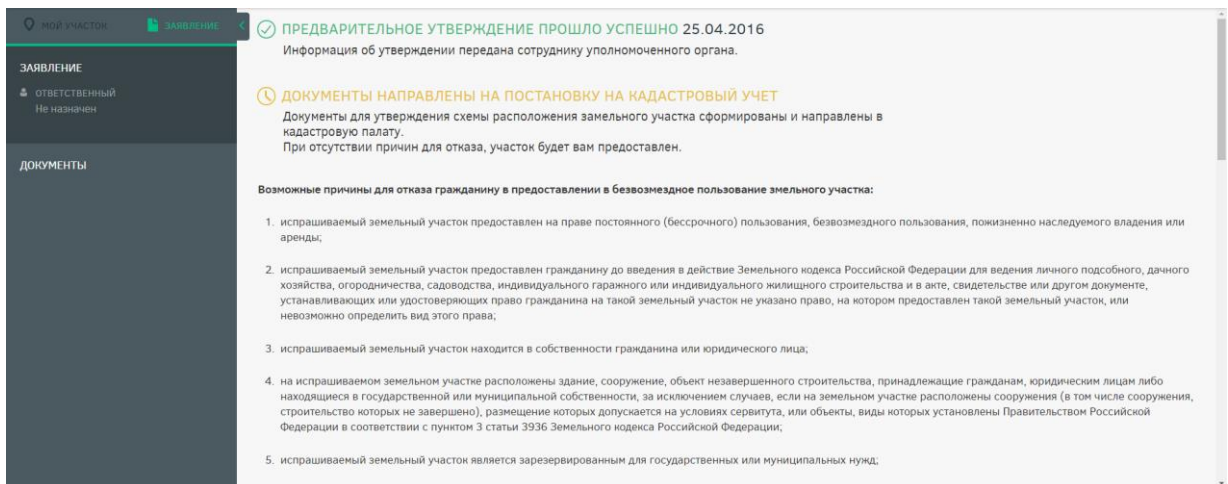 МОЙ УЧАСТОК
ЗАЯВЛЕНИЕ
ЗАЯВЛЕНИЕ
ОТВЕТСТВЕННЫЙ
Не назначен
ДОКУМЕНТЫ
ПРЕДВАРИТЕЛЬНОЕ УТВЕРЖДЕНИЕ ПРОШЛО УСПЕШНО 25.04.2016
Информация об утверждении передана сотруднику уполномоченного органа.
ДОКУМЕНТЫ НАПРАВЛЕНЫ НА ПОСТАНОВКУ НА КАДАСТРОВЫЙ УЧЕТ
Документы для утверждения схемы расположения замельного участка сформированы и направлены в
кадастровую палату.
При отсутствии причин для отказа, участок будет вам предоставлен.
Возможные причины для отказа гражданину в предоставлении в безвозмездное пользование змельного участка:
1. испрашиваемый земельный участок предоставлен на праве постоянного (бессрочного) пользования, безвозмездного пользования, пожизненно наследуемого владения или
аренды;
2. испрашиваемый земельный участок предоставлен гражданину до введения в действие Земельного кодекса Российской Федерации для ведения личного подсобного, дачного
хозяйства, огородничества, садоводства, индивидуального гаражного или индивидуального жилищного строительства и в акте, свидетельстве или другом документе,
устанавливающих или удостоверяющих право гражданина на такой земельный участок не указано право, на котором предоставлен такой земельный участок, или
невозможно определить вид этого права;
3. испрашиваемый земельный участок находится в собственности гражданина или юридического лица;
4. на испрашиваемом земельном участке расположены здание, сооружение, объект незавершенного строительства, принадлежащие гражданам, юридическим лицам либо
находящиеся в государственной или муниципальной собственности, за исключением случаев, если на земельном участке расположены сооружения (в том числе сооружения,
строительство которых не завершено), размещение которых допускается на условиях сервитута, или объекты, виды которых установлены Правительством Российской
Федерации в соответствии с пунктом 3 статьи 3936 Земельного кодекса Российской Федерации;
5. испрашиваемый земельный участок является зарезервированным для государственных или муниципальных нужд;